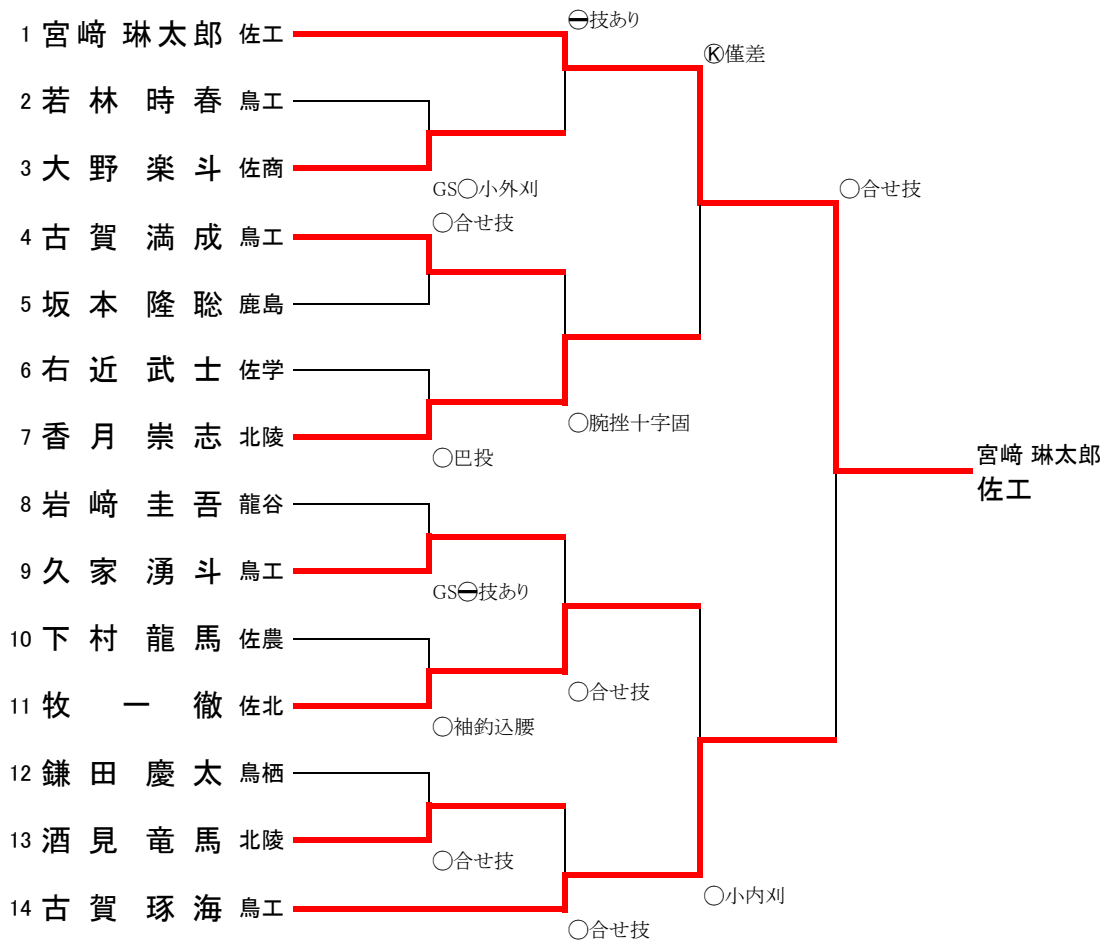 1 宮﨑 琳太郎 佐工
2 若林 時春 鳥工
3 大野 楽斗 佐商
4 古賀 満成 鳥工
5 坂本 隆聡 鹿島
6 右近 武士 佐学
7 香月 崇志 北陵
8 岩﨑 圭吾 龍谷
9 久家 湧斗 鳥工
10 下村 龍馬 佐農
11 牧 一徹 佐北
12 鎌田 慶太 鳥栖
13 酒見 竜馬 北陵
14 古賀 琢海 鳥工
GS○小外刈
○合せ技
○巴投
GS㊀技あり
○袖釣込腰
○合せ技
㊀技あり
○腕挫十字固
○合せ技
○合せ技
Ⓚ僅差
○小内刈
○合せ技
宮﨑 琳太郎
佐工